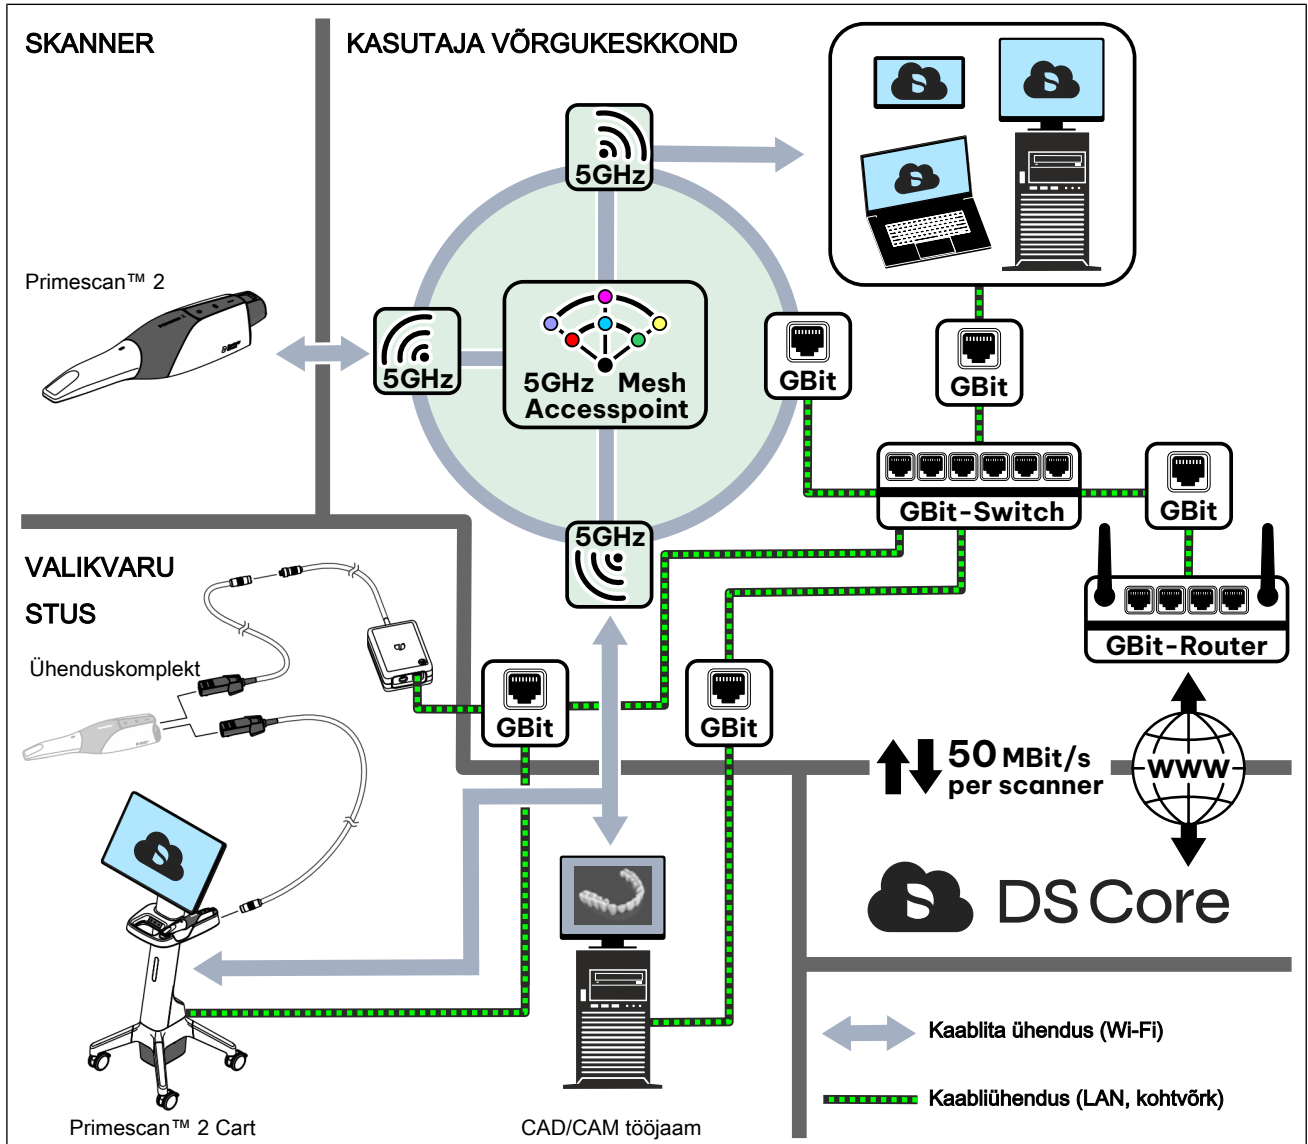 SKANNER
KASUTAJA VÕRGUKESKKOND
5GHz
Primescan™ 2
5GHz
5GHz Mesh
Accesspoint
GBit
GBit
GBit-Switch
GBit
5GHz
VALIKVARU
STUS
Ühenduskomplekt
GBit
GBit
GBit-Router
50 MBit/s
per scanner
WWW
DS Core
Kaablita ühendus (Wi-Fi)
Kaabliühendus (LAN, kohtvõrk)
Primescan™ 2 Cart
CAD/CAM tööjaam